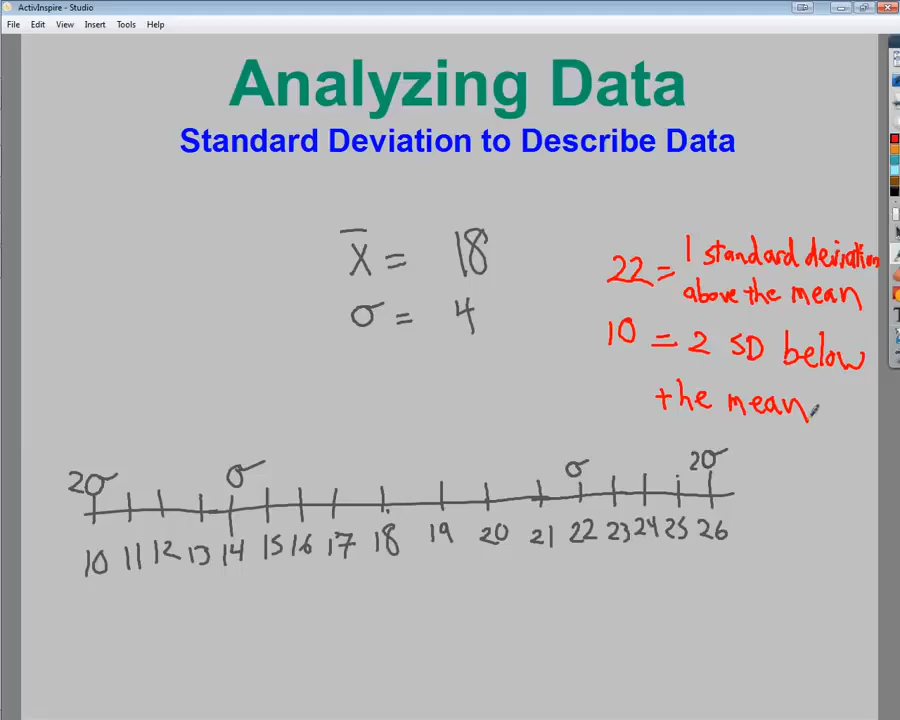 ActivInspire - Studio
File Edit View Insert Tools Help
Analyzing Data
Standard Deviation to Describe Data
x̅ = 18
σ = 4
22 = 1 standard deviation
above the mean
10 = 2 SD below
the mean
2σ σ σ 2σ
10 11 12 13 14 15 16 17 18 19 20 21 22 23 24 25 26